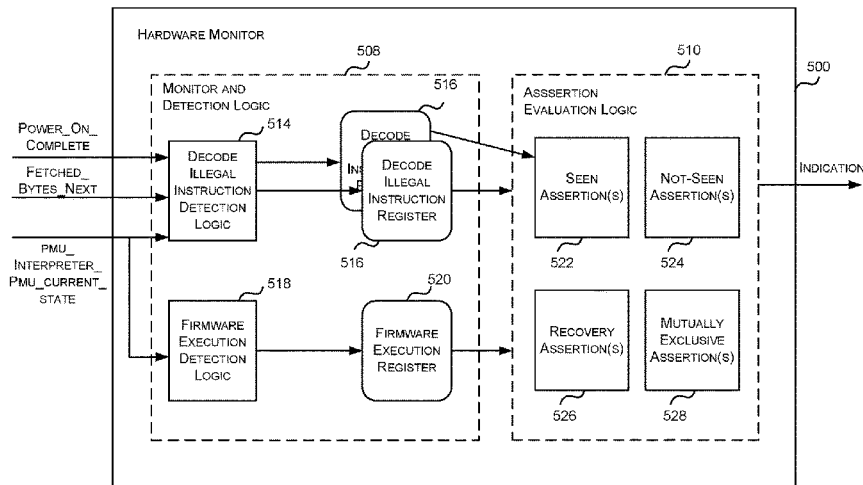 HARDWARE MONITOR
508
510
500
MONITOR AND
DETECTION LOGIC
516
ASSSERTION
EVALUATION LOGIC
POWER_ON_
COMPLETE
514
DECODE
DECODE
ILLEGAL
INSTRUCTION
DETECTION
LOGIC
DECODE
ILLEGAL
INSTRUCTION
REGISTER
SEEN
ASSERTION(S)
NOT-SEEN
ASSERTION(S)
INDICATION
FETCHED_
BYTES_NEXT
516
522
524
PMU_
INTERPRETER_
PMU_CURRENT_
STATE
518
520
FIRMWARE
EXECUTION
DETECTION
LOGIC
FIRMWARE
EXECUTION
REGISTER
RECOVERY
ASSERTION(S)
MUTUALLY
EXCLUSIVE
ASSERTION(S)
526
528